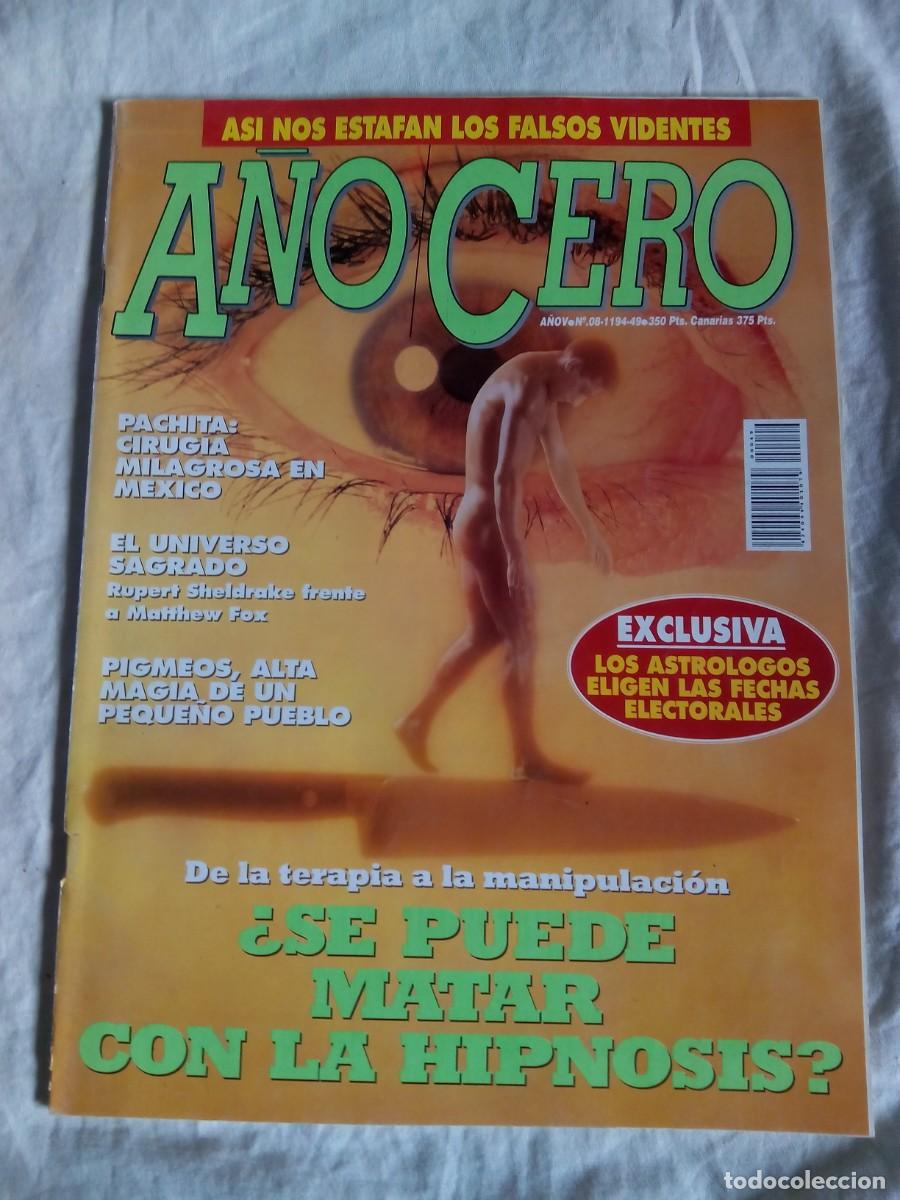 ASI NOS ESTAFAN LOS FALSOS VIDENTES
AÑO CERO
AÑO V●Nº.08-1194-49●350 Pts. Canarias 375 Pts.
PACHITA:
CIRUGIA
MILAGROSA EN
MEXICO
EL UNIVERSO
SAGRADO
Rupert Sheldrake frente
a Matthew Fox
PIGMEOS, ALTA
MAGIA DE UN
PEQUEÑO PUEBLO
EXCLUSIVA
LOS ASTROLOGOS
ELIGEN LAS FECHAS
ELECTORALES
De la terapia a la manipulación
¿SE PUEDE
MATAR
CON LA HIPNOSIS?
todocoleccion